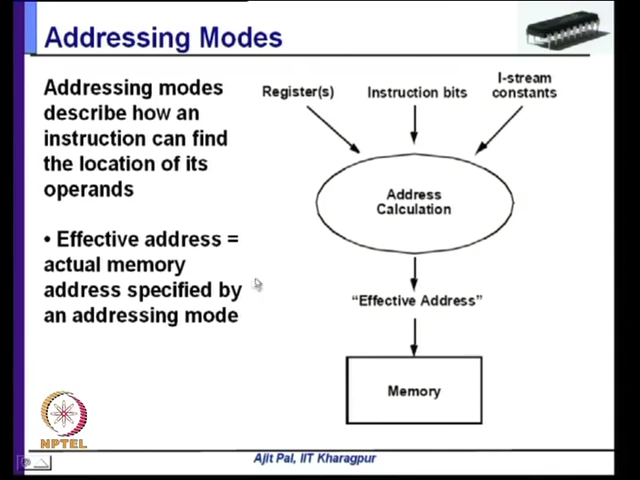 Addressing Modes
Addressing modes
describe how an
instruction can find
the location of its
operands
• Effective address =
actual memory
address specified by
an addressing mode
Register(s)
Instruction bits
I-stream
constants
Address
Calculation
“Effective Address”
Memory
NPTEL
Ajit Pal, IIT Kharagpur